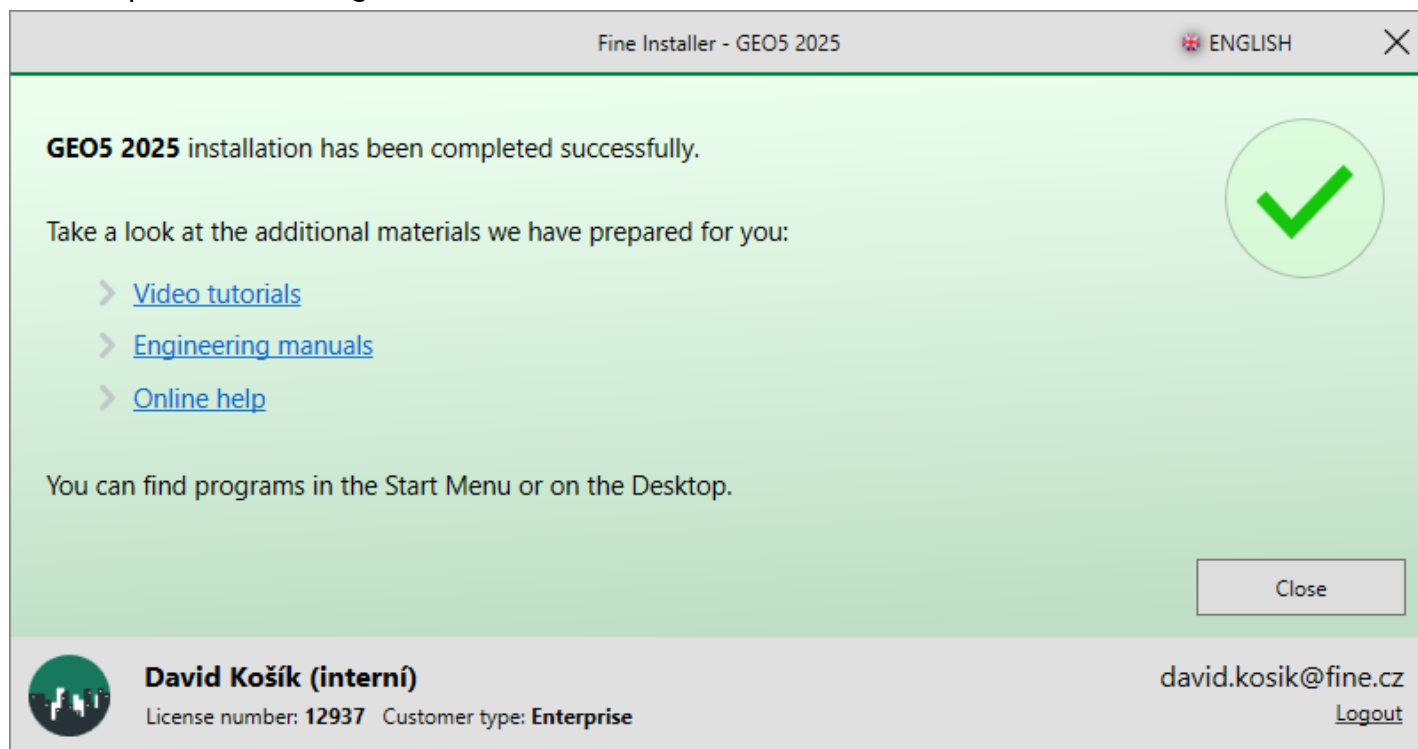 Fine Installer - GEO5 2025
ENGLISH
GEO5 2025 installation has been completed successfully.
Take a look at the additional materials we have prepared for you:
Video tutorials
Engineering manuals
Online help
You can find programs in the Start Menu or on the Desktop.
Close
David Košík (interní)
david.kosik@fine.cz
License number: 12937 Customer type: Enterprise
Logout